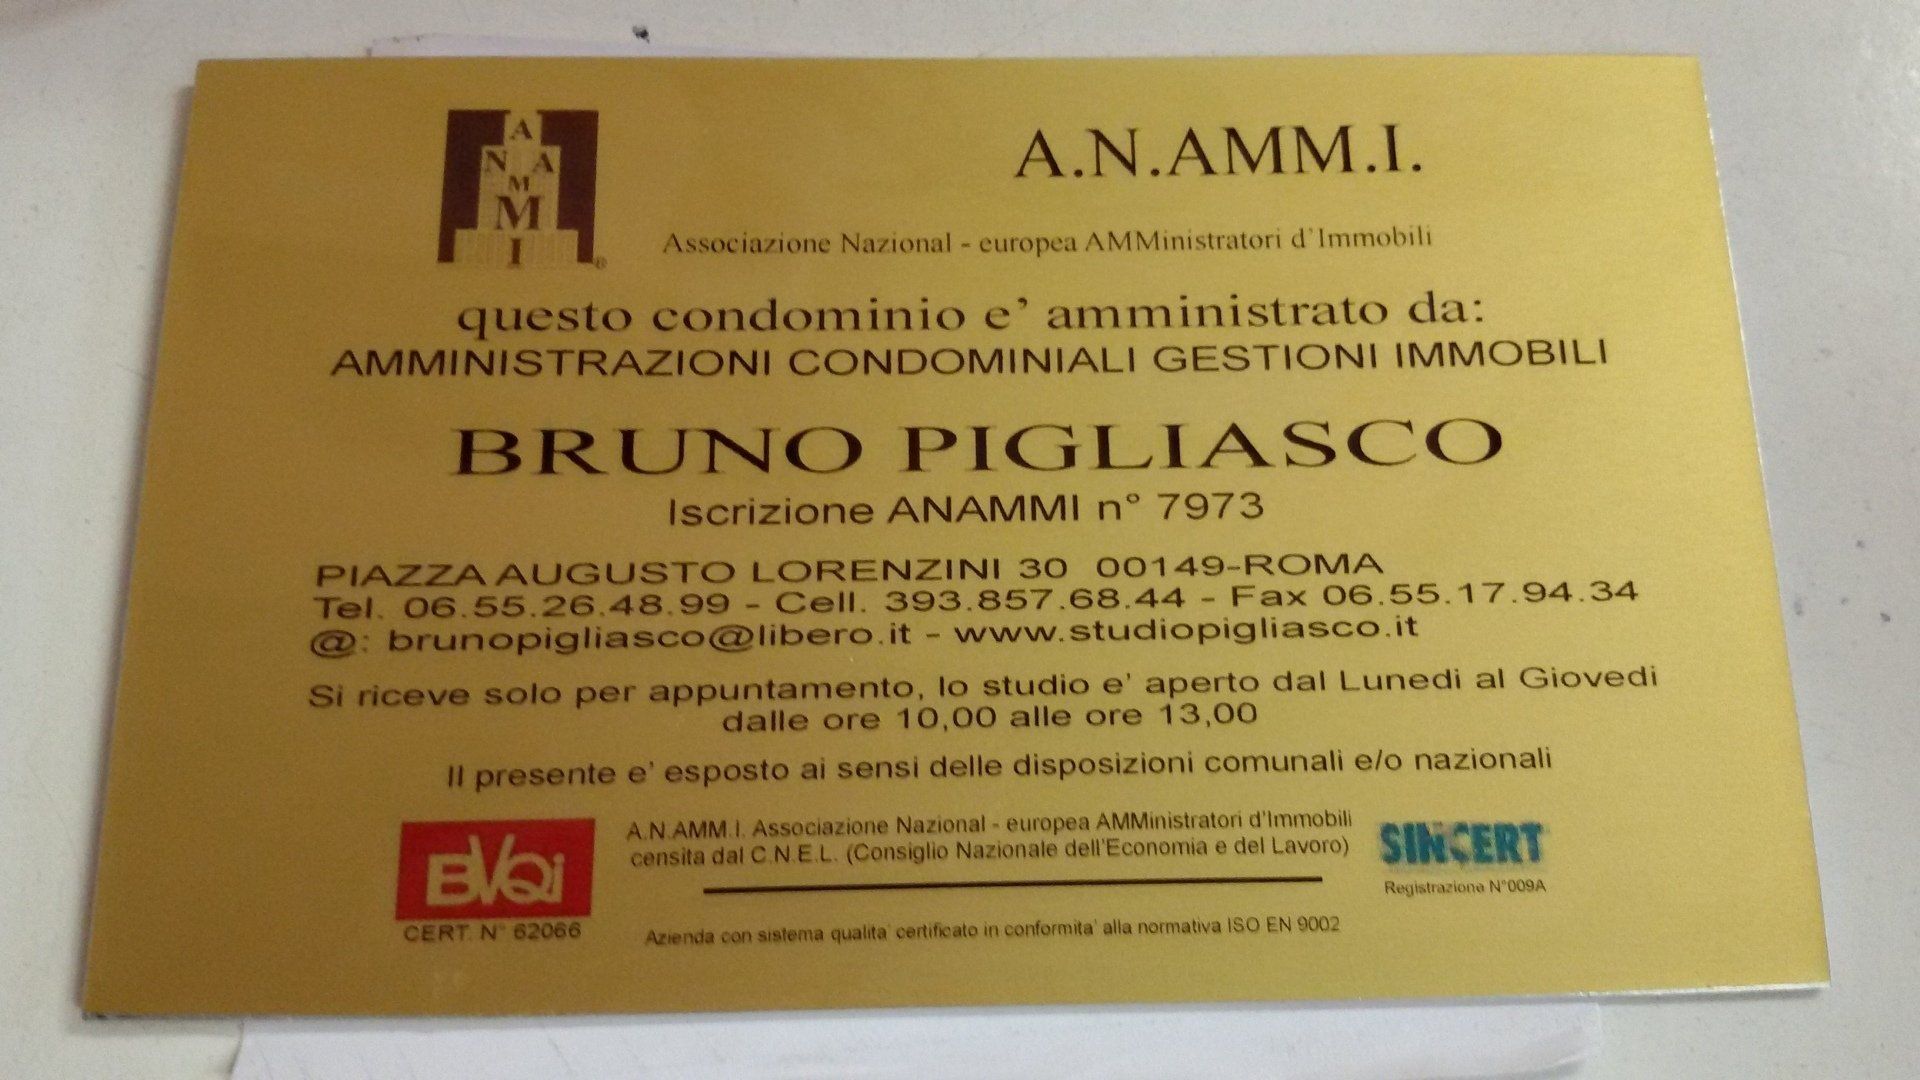 A
N A
M
M
I
®
A.N.AMM.I.
Associazione Nazional - europea AMMinistratori d'Immobili
questo condominio e' amministrato da:
AMMINISTRAZIONI CONDOMINIALI GESTIONI IMMOBILI
BRUNO PIGLIASCO
Iscrizione ANAMMI n° 7973
PIAZZA AUGUSTO LORENZINI 30 00149-ROMA
Tel. 06.55.26.48.99 - Cell. 393.857.68.44 - Fax 06.55.17.94.34
@: brunopigliasco@libero.it - www.studiopigliasco.it
Si riceve solo per appuntamento, lo studio e' aperto dal Lunedi al Giovedi
dalle ore 10,00 alle ore 13,00
Il presente e' esposto ai sensi delle disposizioni comunali e/o nazionali
BVQi
CERT. N° 62066
A.N.AMM.I. Associazione Nazional - europea AMMinistratori d'Immobili
censita dal C.N.E.L. (Consiglio Nazionale dell'Economia e del Lavoro)
Azienda con sistema qualita' certificato in conformita' alla normativa ISO EN 9002
SINCERT
Registrazione N°009A